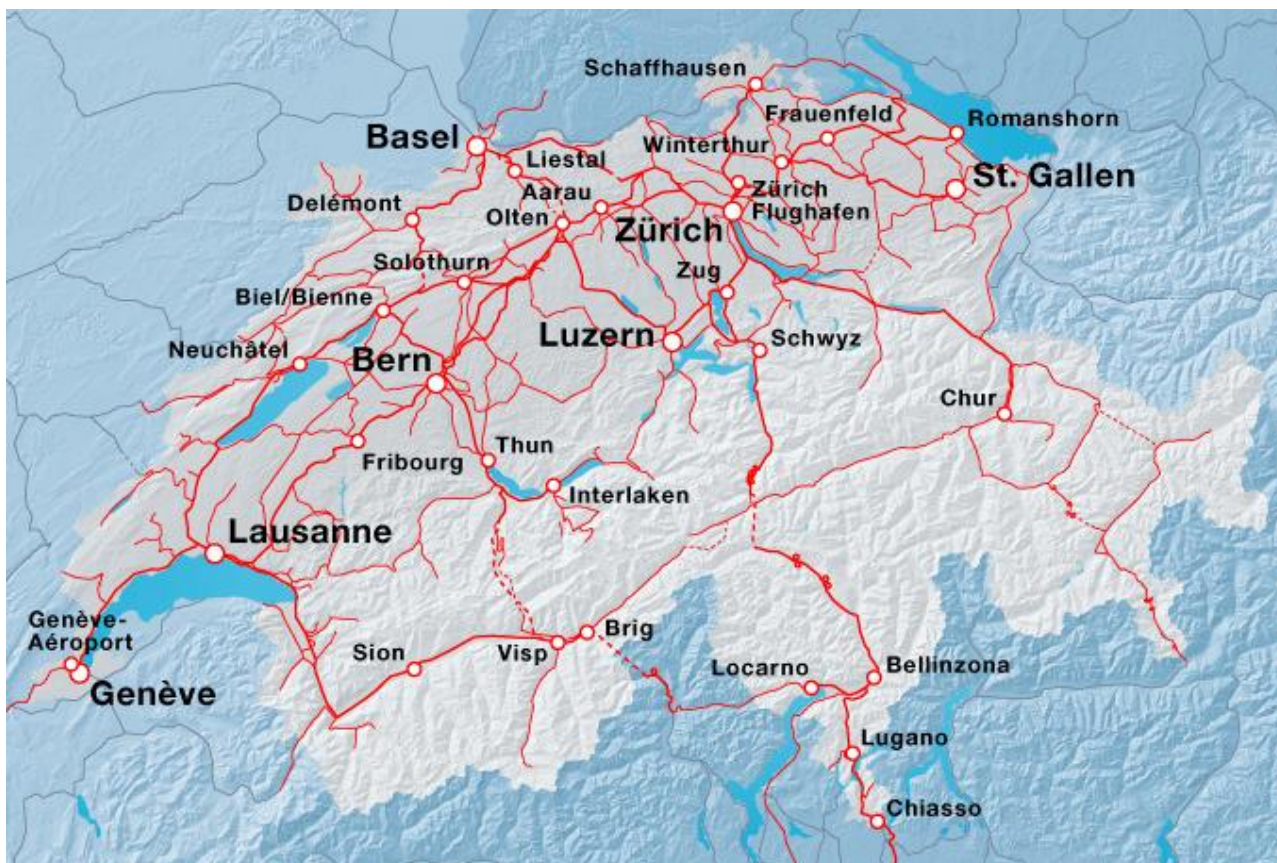 Schaffhausen
Frauenfeld
Romanshorn
Basel
Winterthur
Liestal
St. Gallen
Aarau
Zürich
Flughafen
Delémont
Olten
Zürich
Solothurn
Zug
Biel/Bienne
Luzern
Schwyz
Neuchâtel
Bern
Chur
Thun
Fribourg
Interlaken
Lausanne
Genève-
Aéroport
Brig
Sion
Visp
Locarno
Bellinzona
Genève
Lugano
Chiasso